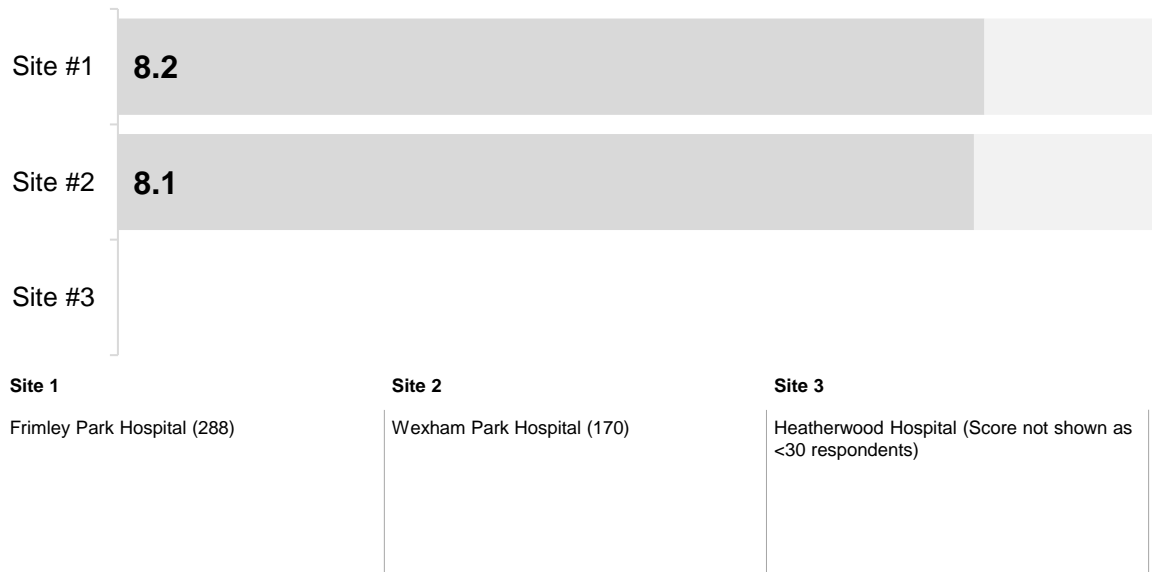 Site #1
8.2
Site #2
8.1
Site #3
Site 1
Frimley Park Hospital (288)
Site 2
Wexham Park Hospital (170)
Site 3
Heatherwood Hospital (Score not shown as
<30 respondents)